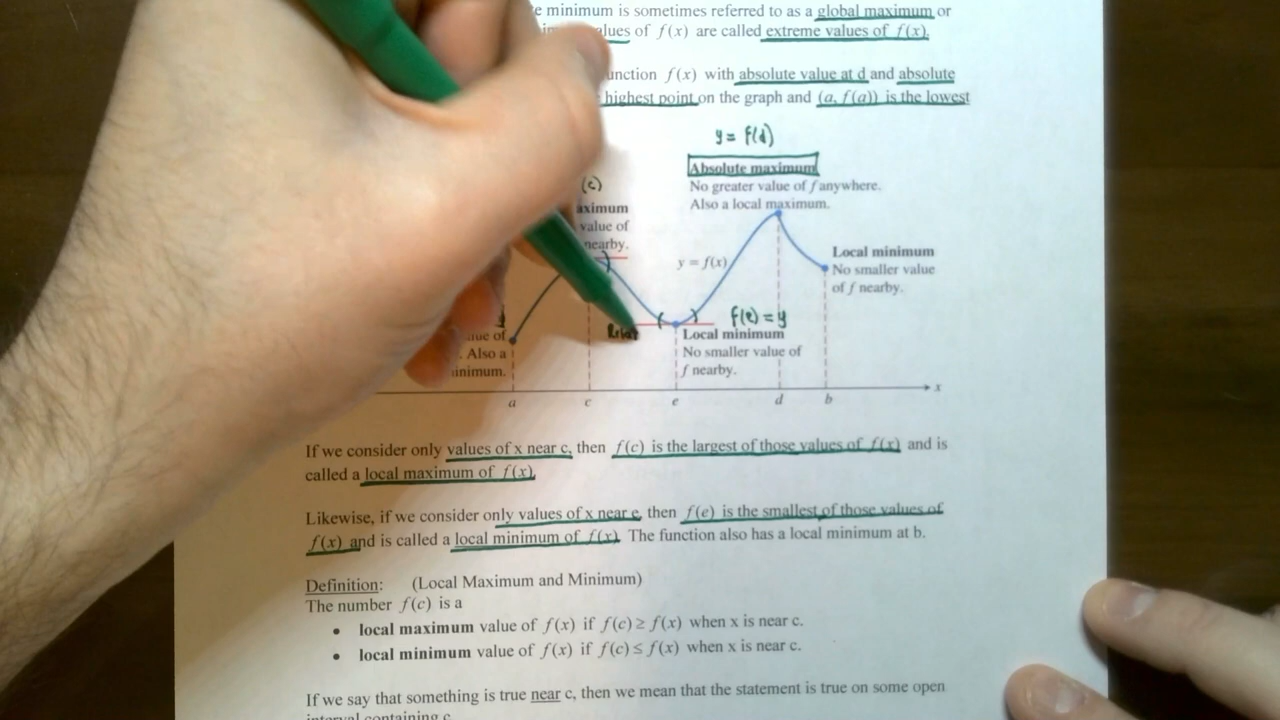 minimum is sometimes referred to as a global maximum or
of f(x) are called extreme values of f(x).
f(x) with absolute value at d and absolute
highest point on the graph and (a, f(a)) is the lowest
y = f(d)
Absolute maximum
No greater value of f anywhere.
Also a local maximum.
(c)
value of
nearby.
y = f(x)
Local minimum
No smaller value
of f nearby.
f(e) = y
Local minimum
No smaller value of
f nearby.
of
. Also a
x
a c e d b
If we consider only values of x near c, then f(c) is the largest of those values of f(x) and is
called a local maximum of f(x).
Likewise, if we consider only values of x near e, then f(e) is the smallest of those values of
f(x) and is called a local minimum of f(x). The function also has a local minimum at b.
Definition: (Local Maximum and Minimum)
The number f(c) is a
• local maximum value of f(x) if f(c) ≥ f(x) when x is near c.
• local minimum value of f(x) if f(c) ≤ f(x) when x is near c.
If we say that something is true near c, then we mean that the statement is true on some open
interval containing c